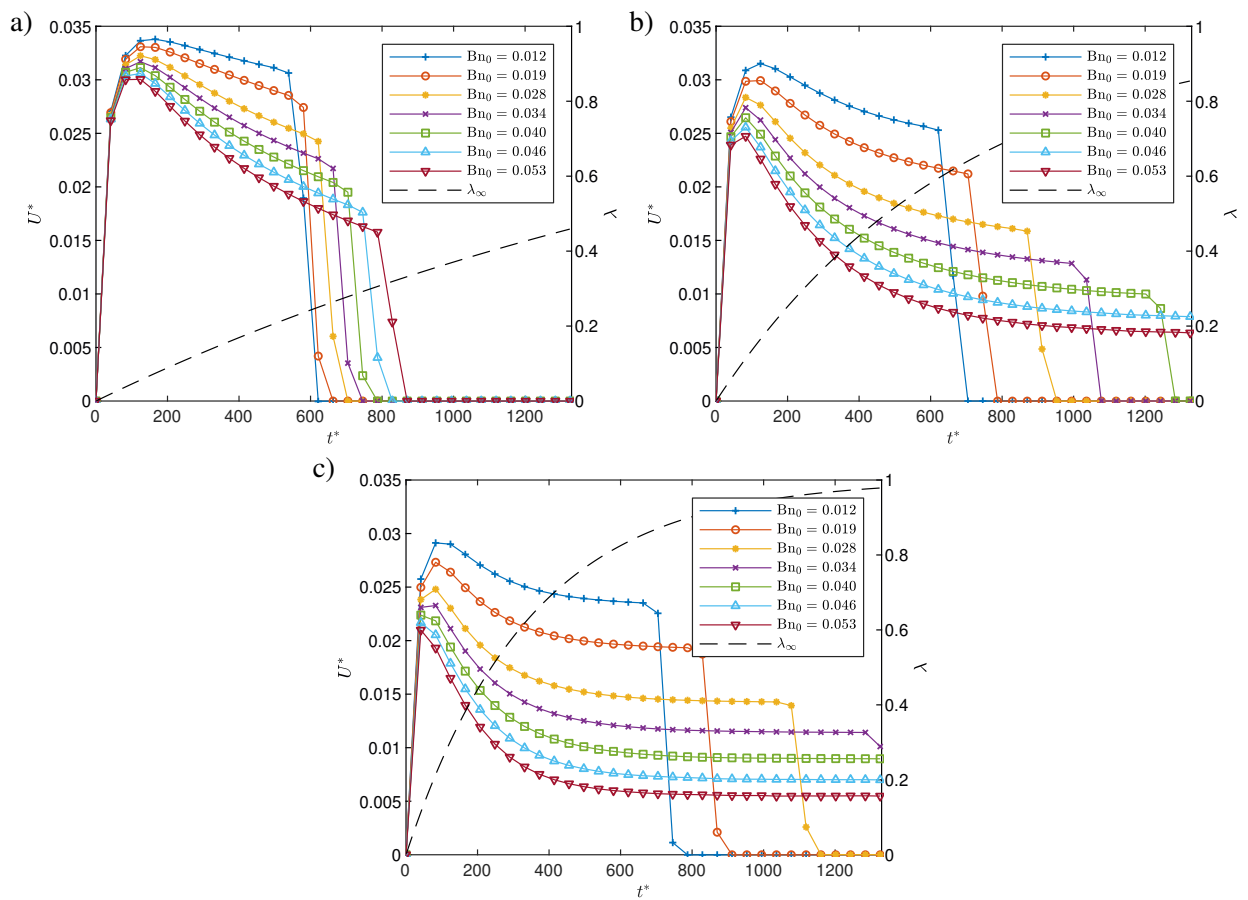 a)
0.035
0.03
0.025
0.02
0.015
0.01
0.005
0
U*
0 200 400 600 800 1000 1200
t*
1
0.8
0.6
0.4
0.2
0
λ
Bn₀ = 0.012
Bn₀ = 0.019
Bn₀ = 0.028
Bn₀ = 0.034
Bn₀ = 0.040
Bn₀ = 0.046
Bn₀ = 0.053
λ∞
b)
0.035
0.03
0.025
0.02
0.015
0.01
0.005
0
U*
0 200 400 600 800 1000 1200
t*
1
0.8
0.6
0.4
0.2
0
λ
Bn₀ = 0.012
Bn₀ = 0.019
Bn₀ = 0.028
Bn₀ = 0.034
Bn₀ = 0.040
Bn₀ = 0.046
Bn₀ = 0.053
λ∞
c)
0.035
0.03
0.025
0.02
0.015
0.01
0.005
0
U*
0 200 400 600 800 1000 1200
t*
1
0.8
0.6
0.4
0.2
0
λ
Bn₀ = 0.012
Bn₀ = 0.019
Bn₀ = 0.028
Bn₀ = 0.034
Bn₀ = 0.040
Bn₀ = 0.046
Bn₀ = 0.053
λ∞